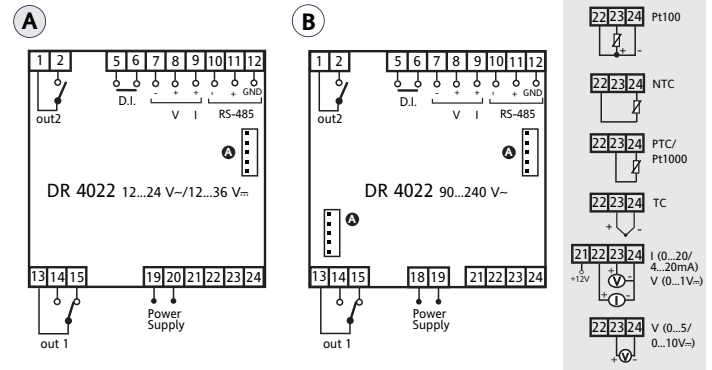 A
1 2 5 6 7 8 9 10 11 12
- + + - + GND
D.I.
out2
V I RS-485
A
DR 4022 12...24 V~/12...36 V⎓
13 14 15 19 20 21 22 23 24
Power
Supply
out 1
B
1 2 5 6 7 8 9 10 11 12
- + + - + GND
D.I.
out2
V I RS-485
A
DR 4022 90...240 V~
A
13 14 15 18 19 21 22 23 24
Power
Supply
out 1
22 23 24 Pt100
+ -
22 23 24 NTC
22 23 24 PTC/
Pt1000
22 23 24 TC
+ -
21 22 23 24 I (0...20/
4...20mA)
V (0...1V⎓)
+12V
+ V -
+ I -
22 23 24 V (0...5/
0...10V⎓)
+ V -